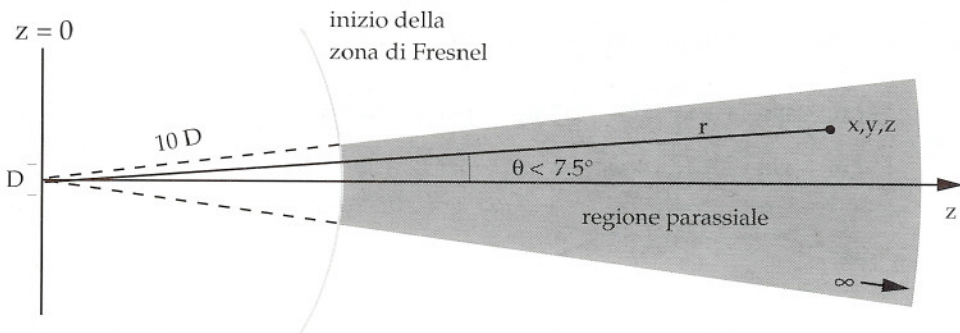 inizio della
zona di Fresnel
z = 0
10 D
r
x,y,z
D
θ < 7.5°
z
regione parassiale
∞